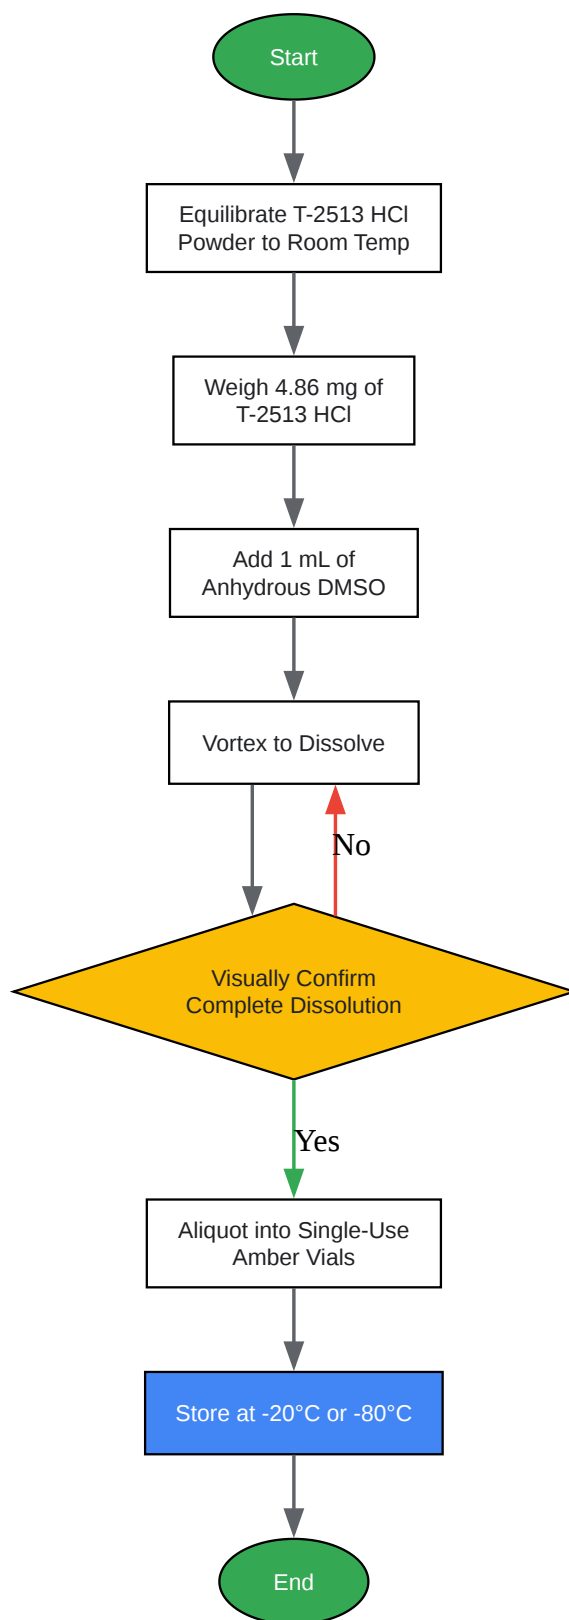 Start
Equilibrate T-2513 HCl
Powder to Room Temp
Weigh 4.86 mg of
T-2513 HCl
Add 1 mL of
Anhydrous DMSO
Vortex to Dissolve
No
Visually Confirm
Complete Dissolution
Yes
Aliquot into Single-Use
Amber Vials
Store at -20°C or -80°C
End